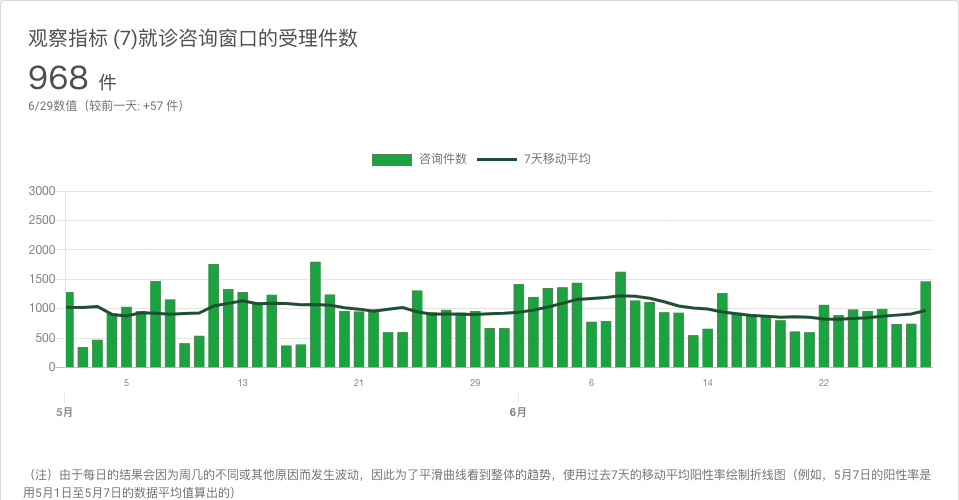 观察指标 (7)就诊咨询窗口的受理件数
968 件
6/29数值（较前一天: +57 件）
咨询件数 7天移动平均
3000
2500
2000
1500
1000
500
0
5 13 21 29 6 14 22
5月 6月
（注）由于每日的结果会因为周几的不同或其他原因而发生波动，因此为了平滑曲线看到整体的趋势，使用过去7天的移动平均阳性率绘制折线图（例如，5月7日的阳性率是
用5月1日至5月7日的数据平均值算出的）